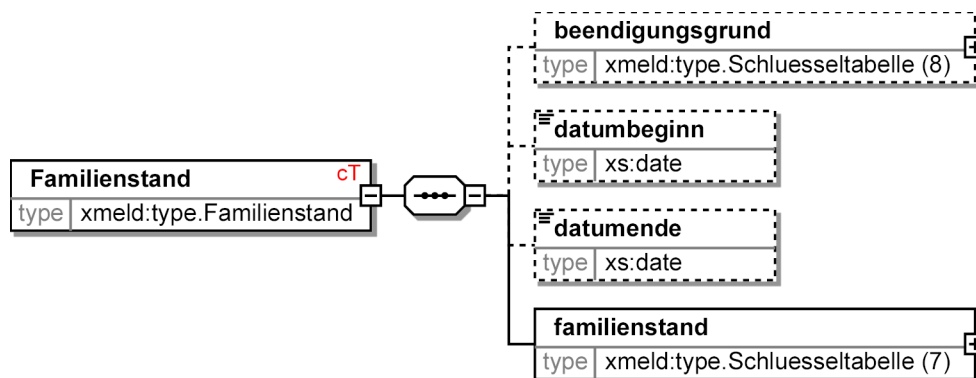 beendigungsgrund
type xmeld:type.Schluesseltabelle (8)
datumbeginn
type xs:date
Familienstand cT
type xmeld:type.Familienstand
datumende
type xs:date
familienstand
type xmeld:type.Schluesseltabelle (7)